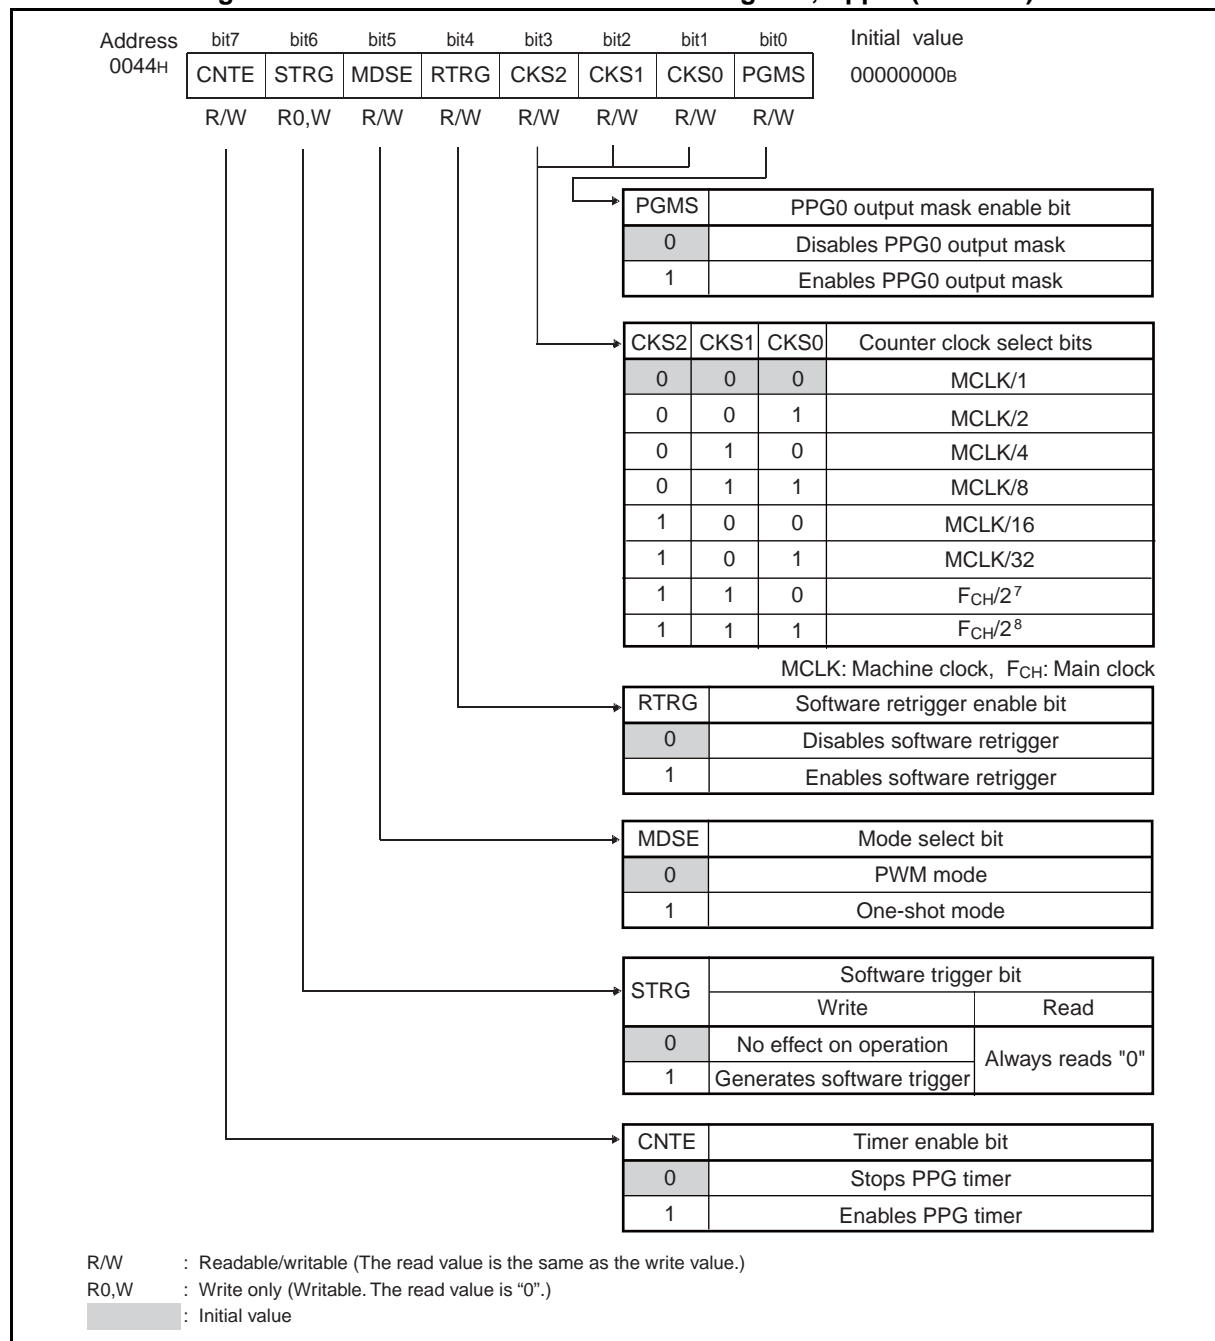 Address bit7 bit6 bit5 bit4 bit3 bit2 bit1 bit0 Initial value
0044H CNTE STRG MDSE RTRG CKS2 CKS1 CKS0 PGMS 00000000B
R/W R0,W R/W R/W R/W R/W R/W R/W
PGMS PPG0 output mask enable bit
0 Disables PPG0 output mask
1 Enables PPG0 output mask
CKS2 CKS1 CKS0 Counter clock select bits
0 0 0 MCLK/1
0 0 1 MCLK/2
0 1 0 MCLK/4
0 1 1 MCLK/8
1 0 0 MCLK/16
1 0 1 MCLK/32
1 1 0 FCH/2⁷
1 1 1 FCH/2⁸
MCLK: Machine clock, FCH: Main clock
RTRG Software retrigger enable bit
0 Disables software retrigger
1 Enables software retrigger
MDSE Mode select bit
0 PWM mode
1 One-shot mode
STRG Software trigger bit
Write Read
0 No effect on operation Always reads "0"
1 Generates software trigger
CNTE Timer enable bit
0 Stops PPG timer
1 Enables PPG timer
R/W : Readable/writable (The read value is the same as the write value.)
R0,W : Write only (Writable. The read value is “0”.)
: Initial value